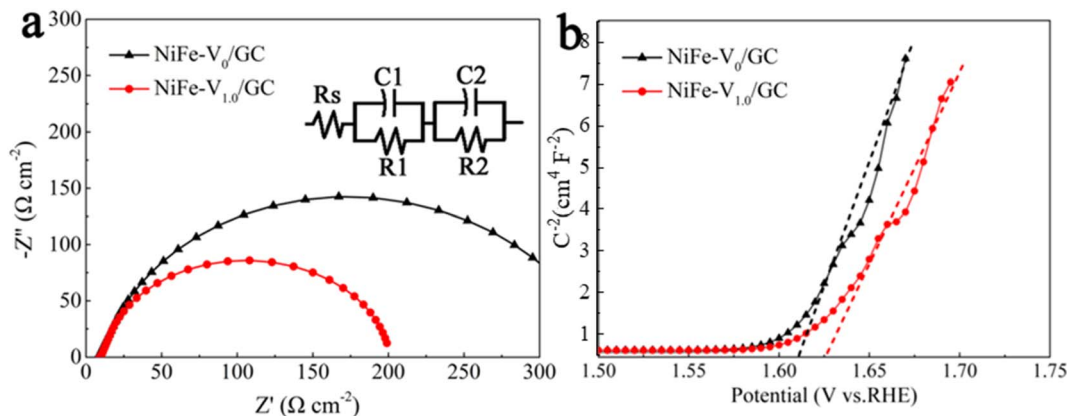 a
NiFe-V₀/GC
NiFe-V₁.₀/GC
Rs
C1
R1
C2
R2
-Z" (Ω cm⁻²)
300
250
200
150
100
50
0
0 50 100 150 200 250 300
Z' (Ω cm⁻²)
b
NiFe-V₀/GC
NiFe-V₁.₀/GC
C⁻²(cm⁴ F⁻²)
8
7
6
5
4
3
2
1
1.50 1.55 1.60 1.65 1.70 1.75
Potential (V vs.RHE)